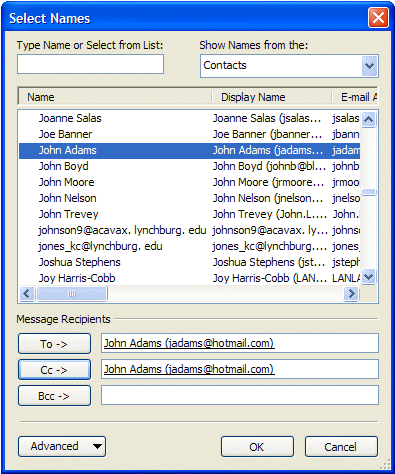 Select Names
Type Name or Select from List:
Show Names from the:
Contacts
Name Display Name E-mail A
Joanne Salas Joanne Salas (jsalas... jsalas
Joe Banner Joe Banner (jbanner... jbann
John Adams John Adams (jadams... jadam
John Boyd John Boyd (johnb@bl... johnb
John Moore John Moore (jrmoore... jrmoo
John Nelson John Nelson (jnelson... jnelso
John Trevey John Trevey (John.L... John.
johnson9@acavax. lynchburg. edu johnson9@acavax. ly... johns
jones_kc@lynchburg. edu jones_kc@lynchburg.... jones_
Joshua Stephens Joshua Stephens (jst... jsteph
Joy Harris-Cobb Joy Harris-Cobb (LAN... LANLA
Message Recipients
To -> John Adams (jadams@hotmail.com)
Cc -> John Adams (jadams@hotmail.com)
Bcc ->
Advanced OK Cancel